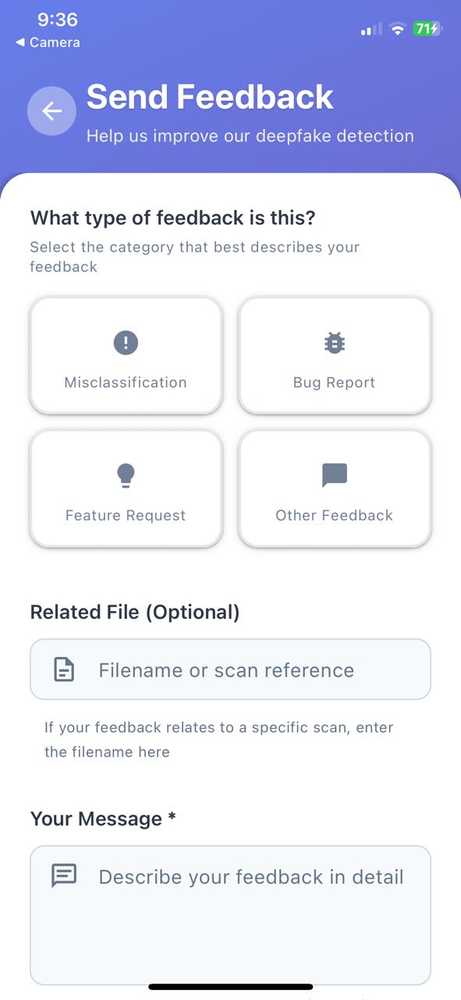 9:36
71
◀ Camera
Send Feedback
Help us improve our deepfake detection
What type of feedback is this?
Select the category that best describes your
feedback
Misclassification
Bug Report
Feature Request
Other Feedback
Related File (Optional)
Filename or scan reference
If your feedback relates to a specific scan, enter
the filename here
Your Message *
Describe your feedback in detail